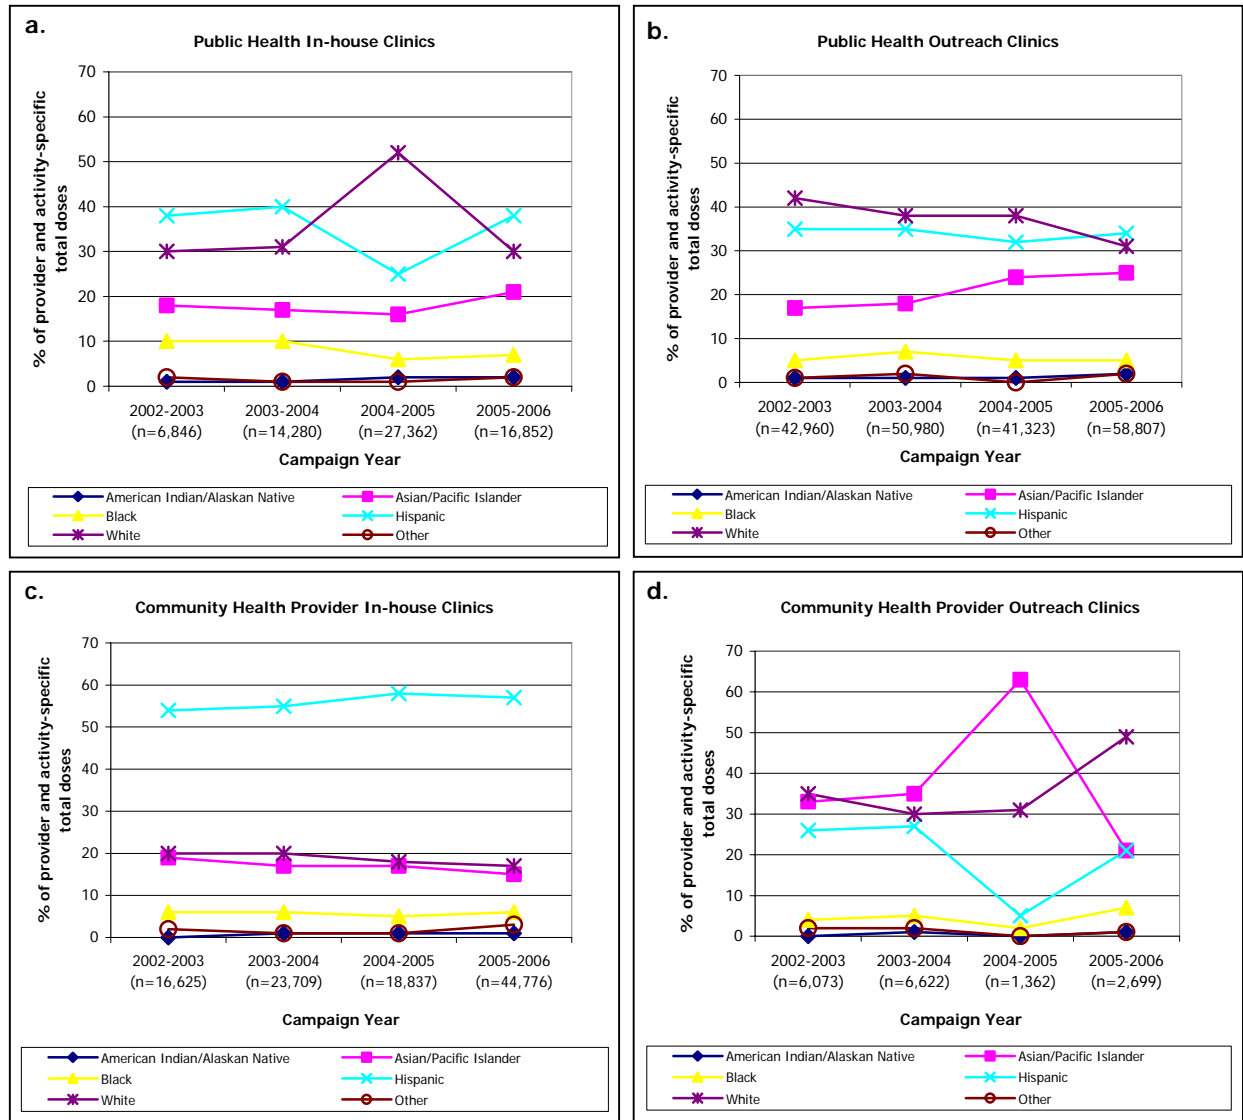 a.
Public Health In-house Clinics
% of provider and activity-specific
total doses
70
60
50
40
30
20
10
0
2002-2003 2003-2004 2004-2005 2005-2006
(n=6,846) (n=14,280) (n=27,362) (n=16,852)
Campaign Year
American Indian/Alaskan Native Asian/Pacific Islander
Black Hispanic
White Other
b.
Public Health Outreach Clinics
% of provider and activity-specific
total doses
70
60
50
40
30
20
10
0
2002-2003 2003-2004 2004-2005 2005-2006
(n=42,960) (n=50,980) (n=41,323) (n=58,807)
Campaign Year
American Indian/Alaskan Native Asian/Pacific Islander
Black Hispanic
White Other
c.
Community Health Provider In-house Clinics
% of provider and activity-specific
total doses
70
60
50
40
30
20
10
0
2002-2003 2003-2004 2004-2005 2005-2006
(n=16,625) (n=23,709) (n=18,837) (n=44,776)
Campaign Year
American Indian/Alaskan Native Asian/Pacific Islander
Black Hispanic
White Other
d.
Community Health Provider Outreach Clinics
% of provider and activity-specific
total doses
70
60
50
40
30
20
10
0
2002-2003 2003-2004 2004-2005 2005-2006
(n=6,073) (n=6,622) (n=1,362) (n=2,699)
Campaign Year
American Indian/Alaskan Native Asian/Pacific Islander
Black Hispanic
White Other